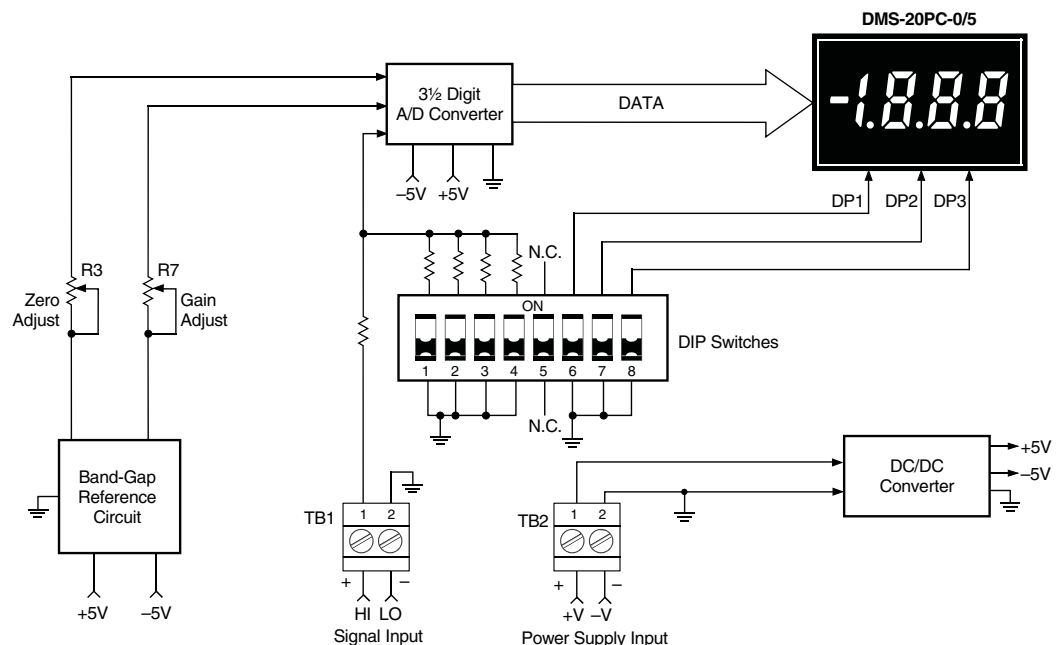 DMS-20PC-0/5
3½ Digit
A/D Converter
DATA
-1.8.8.8
–5V
+5V
DP1
DP2
DP3
R3
Zero
Adjust
R7
Gain
Adjust
N.C.
ON
DIP Switches
1 2 3 4 5 6 7 8
N.C.
Band-Gap
Reference
Circuit
+5V
–5V
TB1
1 2
+ –
HI LO
Signal Input
TB2
1 2
+ –
+V –V
Power Supply Input
DC/DC
Converter
+5V
–5V